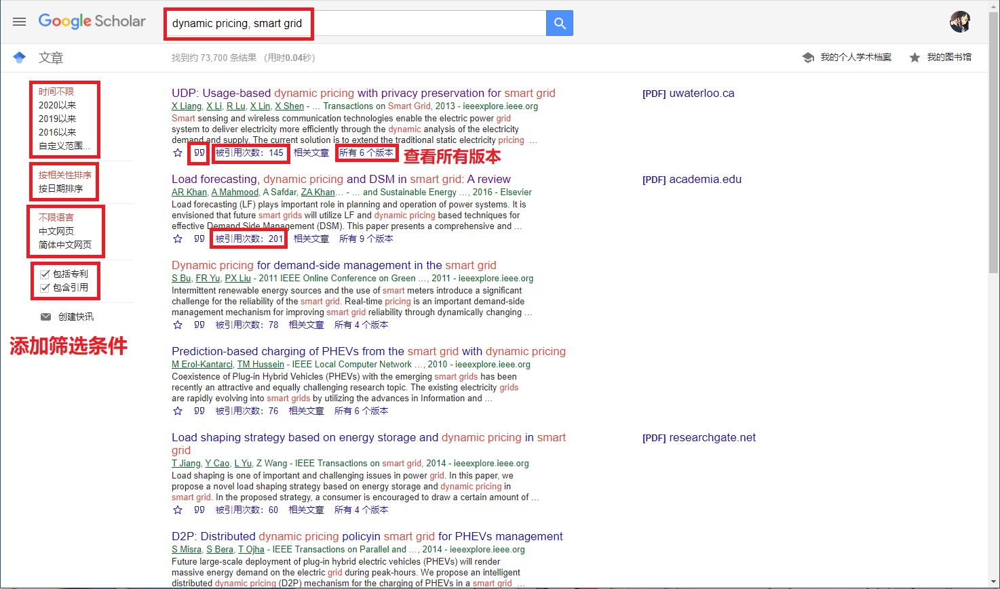 Google Scholar
dynamic pricing, smart grid
文章
找到约 73,700 条结果 (用时0.04秒)
我的个人学术档案
我的图书馆
时间不限
2020以来
2019以来
2016以来
自定义范围...
按相关性排序
按日期排序
不限语言
中文网页
简体中文网页
包括专利
包含引用
创建快讯
添加筛选条件
UDP: Usage-based dynamic pricing with privacy preservation for smart grid
[PDF] uwaterloo.ca
X Liang, X Li, R Lu, X Lin, X Shen - … Transactions on Smart Grid, 2013 - ieeexplore.ieee.org
Smart sensing and wireless communication technologies enable the electric power grid
system to deliver electricity more efficiently through the dynamic analysis of the electricity
demand and supply. The current solution is to extend the traditional static electricity pricing …
被引用次数：145 相关文章 所有 6 个版本
查看所有版本
Load forecasting, dynamic pricing and DSM in smart grid: A review
[PDF] academia.edu
AR Khan, A Mahmood, A Safdar, ZA Khan… - … and Sustainable Energy …, 2016 - Elsevier
Load forecasting (LF) plays important role in planning and operation of power systems. It is
envisioned that future smart grids will utilize LF and dynamic pricing based techniques for
effective Demand Side Management (DSM). This paper presents a comprehensive and …
被引用次数：201 相关文章 所有 9 个版本
Dynamic pricing for demand-side management in the smart grid
S Bu, FR Yu, PX Liu - 2011 IEEE Online Conference on Green …, 2011 - ieeexplore.ieee.org
Intermittent renewable energy sources and the use of smart meters introduce a significant
challenge for the reliability of the smart grid. Real-time pricing is an important demand-side
management mechanism for improving smart grid reliability through dynamically changing …
被引用次数：78 相关文章 所有 4 个版本
Prediction-based charging of PHEVs from the smart grid with dynamic pricing
M Erol-Kantarci, TM Hussein - IEEE Local Computer Network …, 2010 - ieeexplore.ieee.org
Coexistence of Plug-in Hybrid Vehicles (PHEVs) with the emerging smart grids has been
recently an attractive and equally challenging research topic. The existing electricity grids
are rapidly evolving into smart grids by utilizing the advances in Information and …
被引用次数：76 相关文章 所有 6 个版本
Load shaping strategy based on energy storage and dynamic pricing in smart
grid
[PDF] researchgate.net
T Jiang, Y Cao, L Yu, Z Wang - IEEE Transactions on smart grid, 2014 - ieeexplore.ieee.org
Load shaping is one of important and challenging issues in power grid. In this paper, we
propose a novel load shaping strategy based on energy storage and dynamic pricing in
smart grid. In the proposed strategy, a consumer is encouraged to draw a certain amount of …
被引用次数：60 相关文章 所有 4 个版本
D2P: Distributed dynamic pricing policyin smart grid for PHEVs management
S Misra, S Bera, T Ojha - IEEE Transactions on Parallel and …, 2014 - ieeexplore.ieee.org
Future large-scale deployment of plug-in hybrid electric vehicles (PHEVs) will render
massive energy demand on the electric grid during peak-hours. We propose an intelligent
distributed dynamic pricing (D2P) mechanism for the charging of PHEVs in a smart grid …